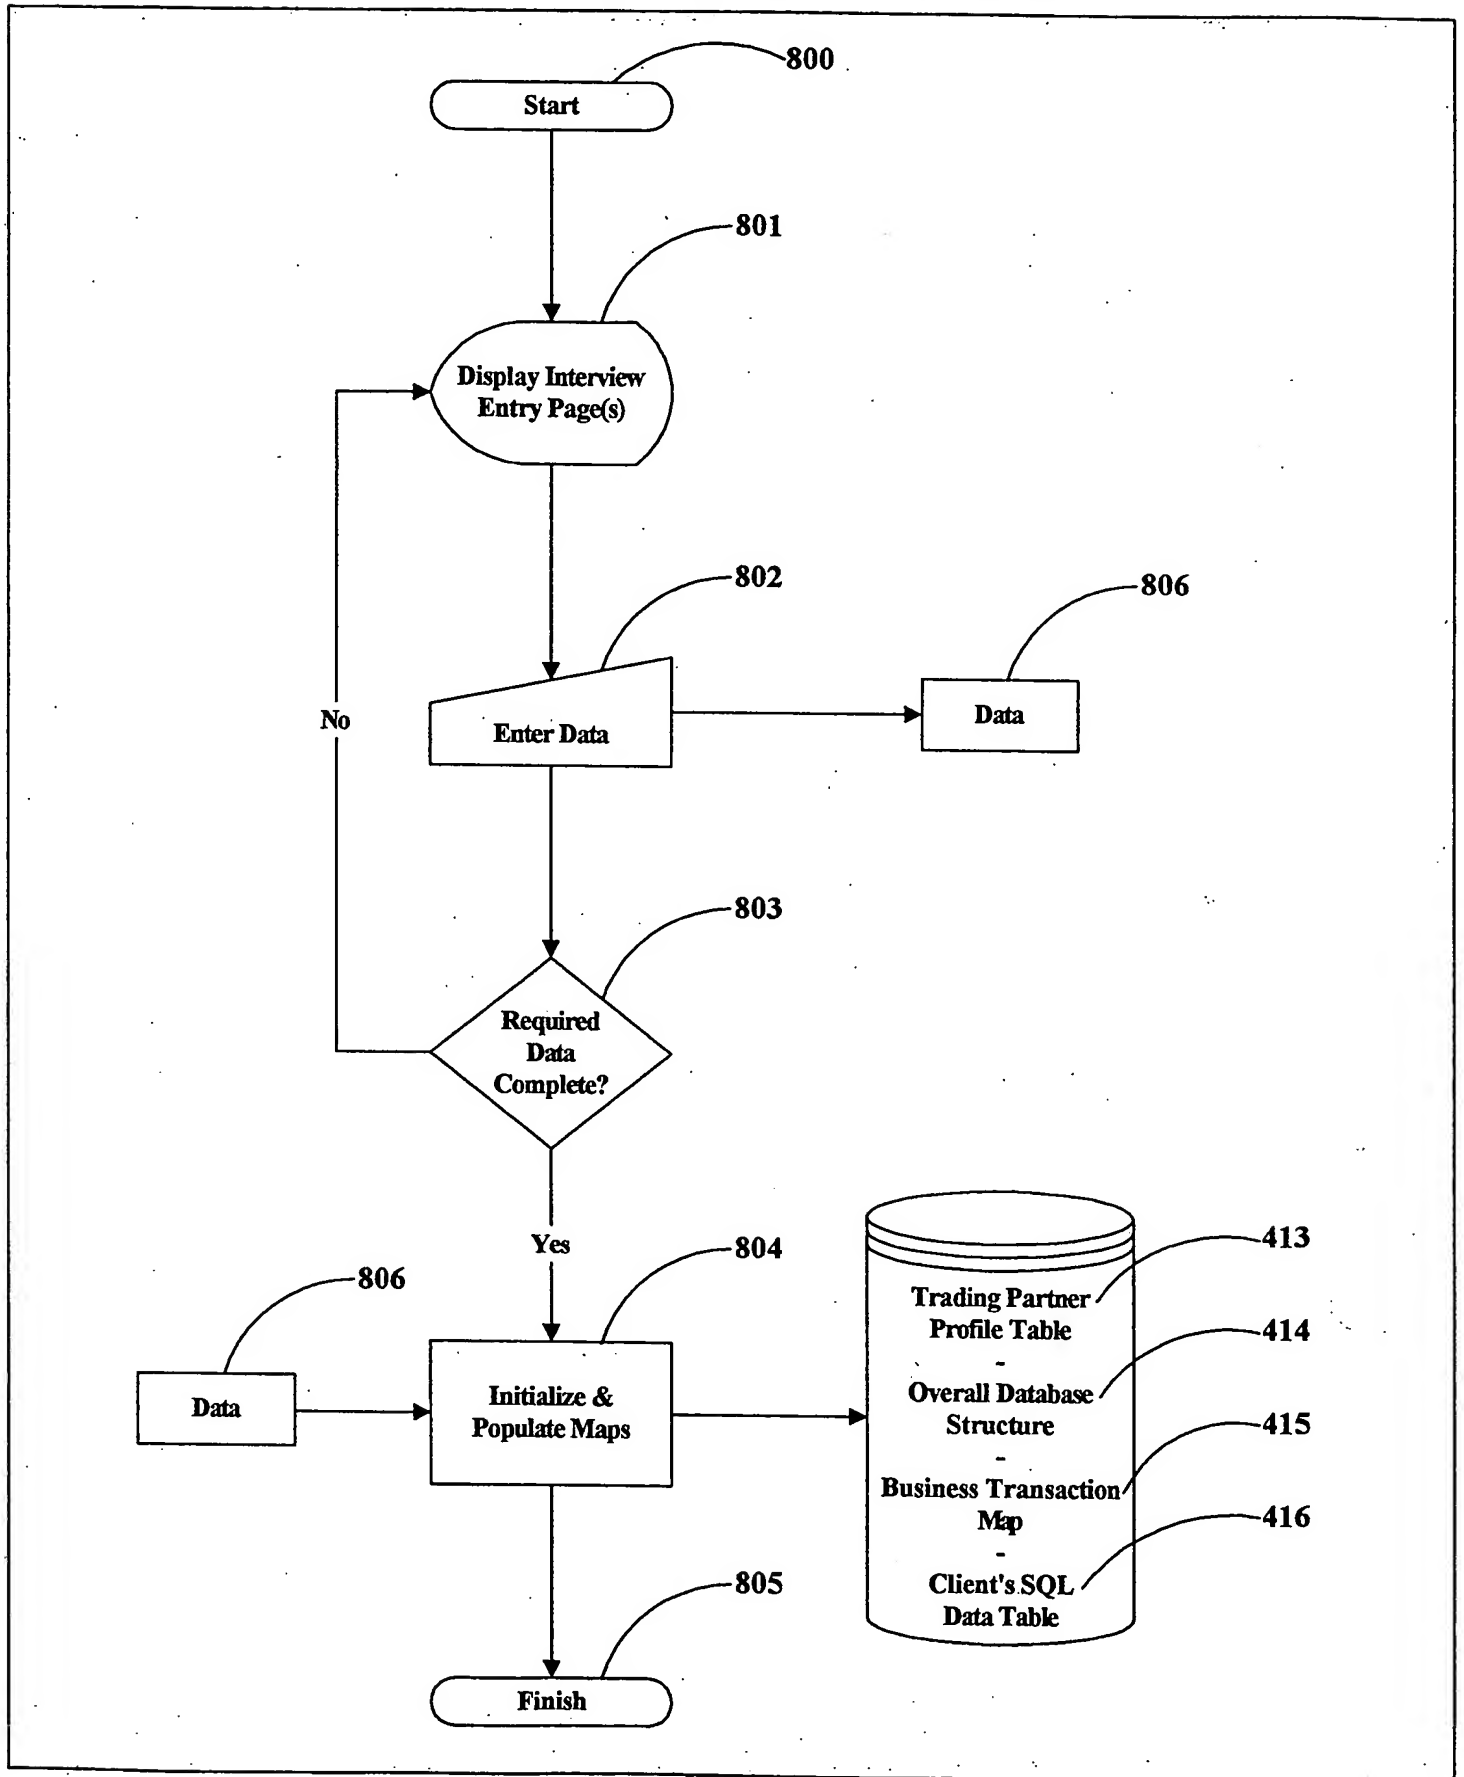 800
Start
801
Display Interview
Entry Page(s)
802
806
No
Enter Data
Data
803
Required
Data
Complete?
Yes
804
413
806
Trading Partner
Profile Table
414
-
Initialize &
Populate Maps
Data
Overall Database
Structure
415
-
Business Transaction
Map
416
-
Client's SQL
Data Table
805
Finish